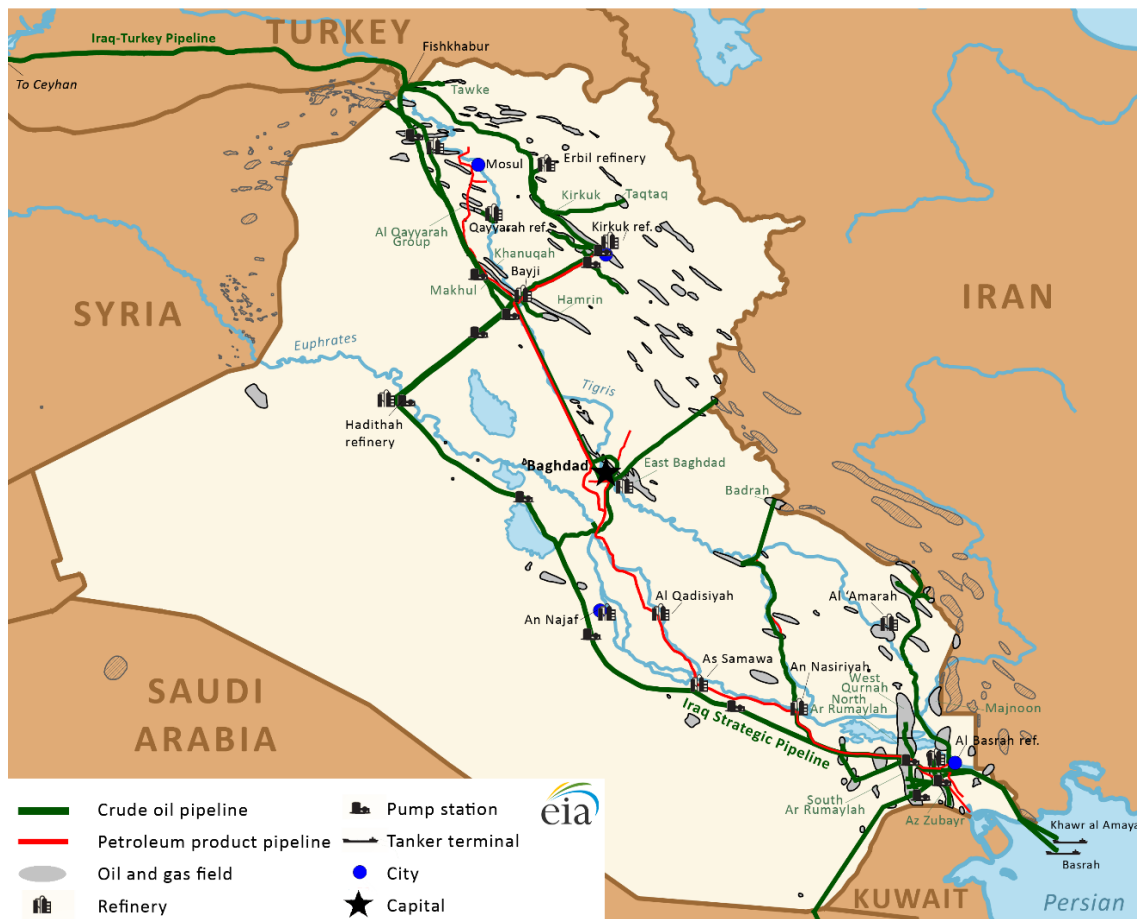 TURKEY
Iraq-Turkey Pipeline
Fishkhabur
To Ceyhan
Tawke
Mosul
Erbil refinery
Kirkuk
Taqtaq
Al Qayyarah
Group
Qayyarah ref.
Kirkuk ref.
Khanuqah
Bayji
Makhul
Hamrin
SYRIA
IRAN
Euphrates
Tigris
Hadithah
refinery
Baghdad
East Baghdad
Badrah
An Najaf
Al Qadisiyah
Al ‘Amarah
As Samawa
An Nasiriyah
West
Qurnah
North
Ar Rumaylah
Majnoon
SAUDI
ARABIA
Iraq Strategic Pipeline
Al Basrah ref.
South
Ar Rumaylah
Az Zubayr
Khawr al Amaya
Basrah
KUWAIT
Persian
Crude oil pipeline
Petroleum product pipeline
Oil and gas field
Refinery
Pump station
Tanker terminal
City
Capital
eia